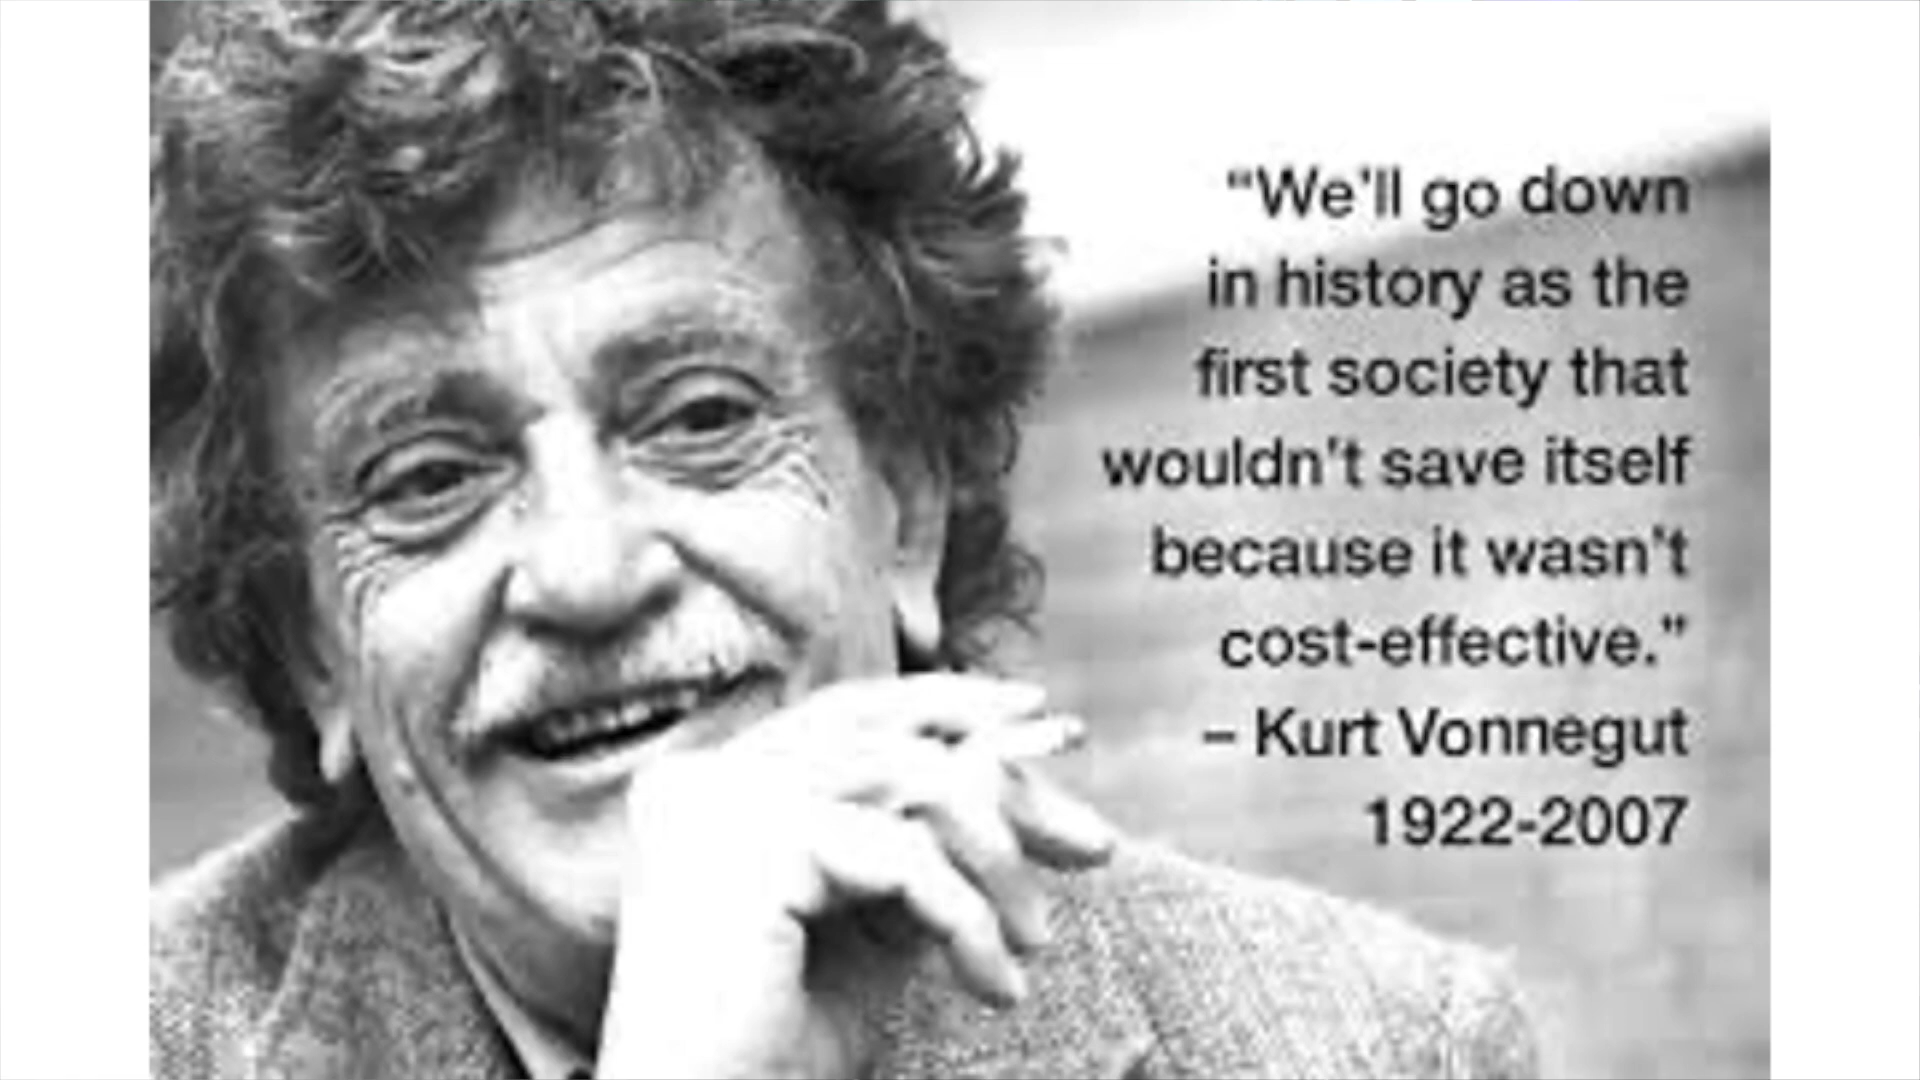 “We'll go down
in history as the
first society that
wouldn't save itself
because it wasn't
cost-effective.”
– Kurt Vonnegut
1922-2007